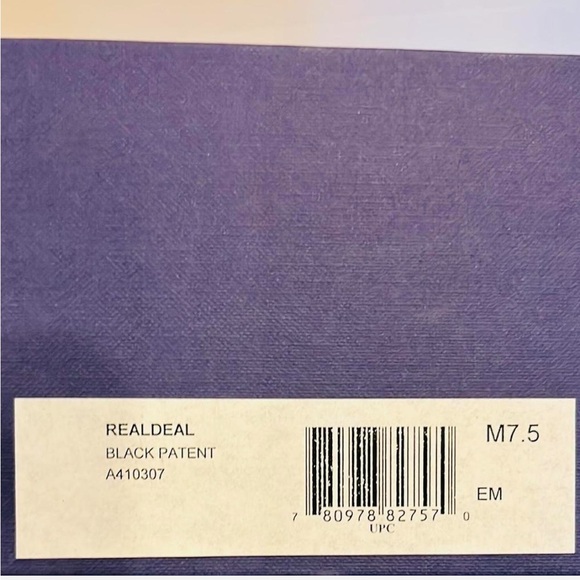 REALDEAL
BLACK PATENT
A410307
M7.5
EM
7 80978 82757 0
UPC